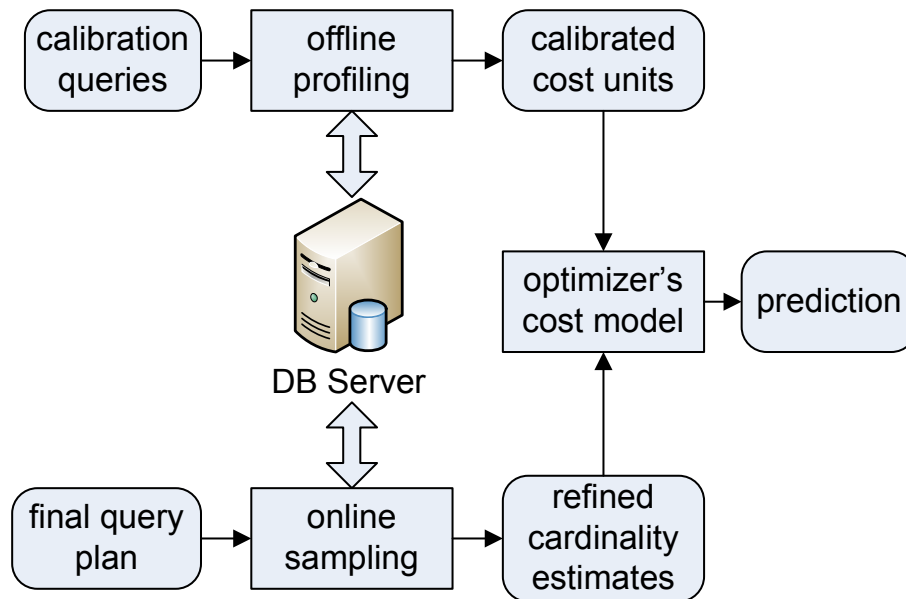 calibration
queries
offline
profiling
calibrated
cost units
DB Server
optimizer's
cost model
prediction
final query
plan
online
sampling
refined
cardinality
estimates